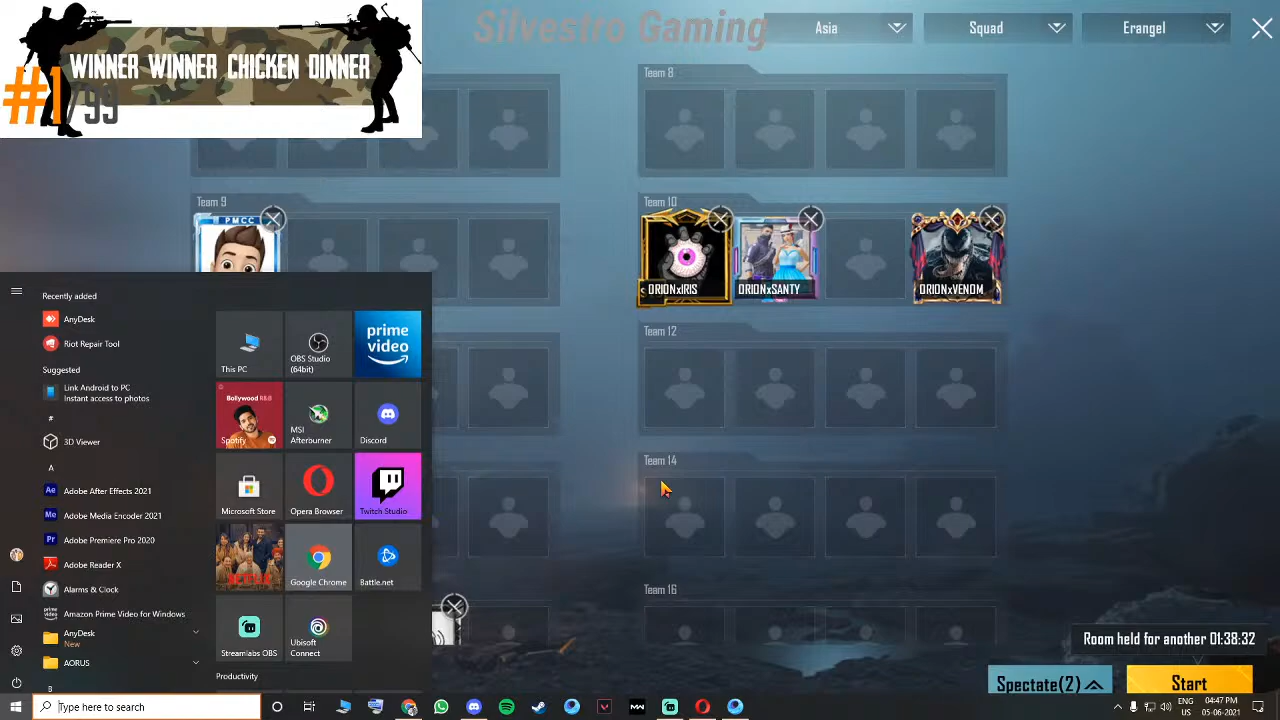 Silvestro Gaming
Asia
Squad
Erangel
WINNER WINNER CHICKEN DINNER
#1/99
Team 8
Team 9
Team 10
PMCC
ORIONxIRIS
ORIONxSANTY
ORIONxVENOM
Team 12
Team 14
Team 16
Room held for another 01:38:32
Spectate(2)
Start
Recently added
AnyDesk
Riot Repair Tool
Suggested
Link Android to PC
Instant access to photos
#
3D Viewer
A
Adobe After Effects 2021
Adobe Media Encoder 2021
Adobe Premiere Pro 2020
Adobe Reader X
Alarms & Clock
Amazon Prime Video for Windows
AnyDesk
New
AORUS
B
This PC
OBS Studio
(64bit)
prime
video
Bollywood R&B
Spotify
MSI
Afterburner
Discord
Microsoft Store
Opera Browser
Twitch Studio
NETFLIX
Google Chrome
Battle.net
Streamlabs OBS
Ubisoft
Connect
Productivity
Type here to search
ENG
US
04:47 PM
05-06-2021